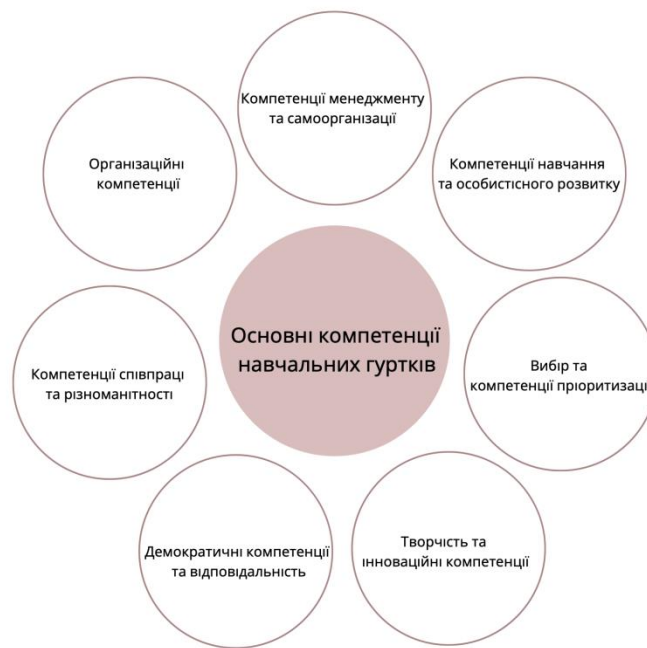 Компетенції менеджменту
та самоорганізації
Організаційні
компетенції
Компетенції навчання
та особистісного розвитку
Основні компетенції
навчальних гуртків
Компетенції співпраці
та різноманітності
Вибір та
компетенції пріоритизаці
Демократичні компетенції
та відповідальність
Творчість та
інноваційні компетенції